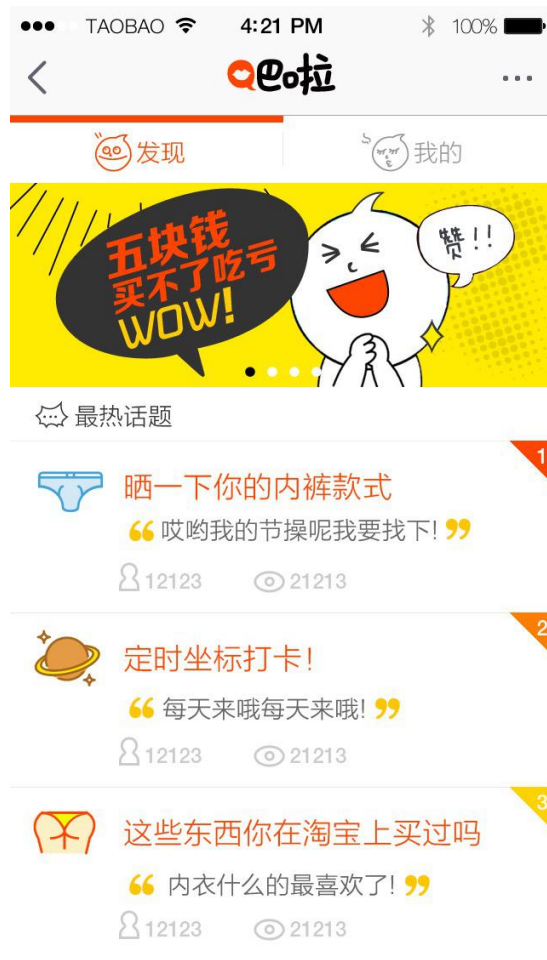 TAOBAO 4:21 PM 100%
巴拉
发现 我的
五块钱
买不了吃亏
WOW!
赞!!
最热话题
1
晒一下你的内裤款式
“哎哟我的节操呢我要找下!”
12123 21213
2
定时坐标打卡!
“每天来哦每天来哦!”
12123 21213
3
这些东西你在淘宝上买过吗
“内衣什么的最喜欢了!”
12123 21213